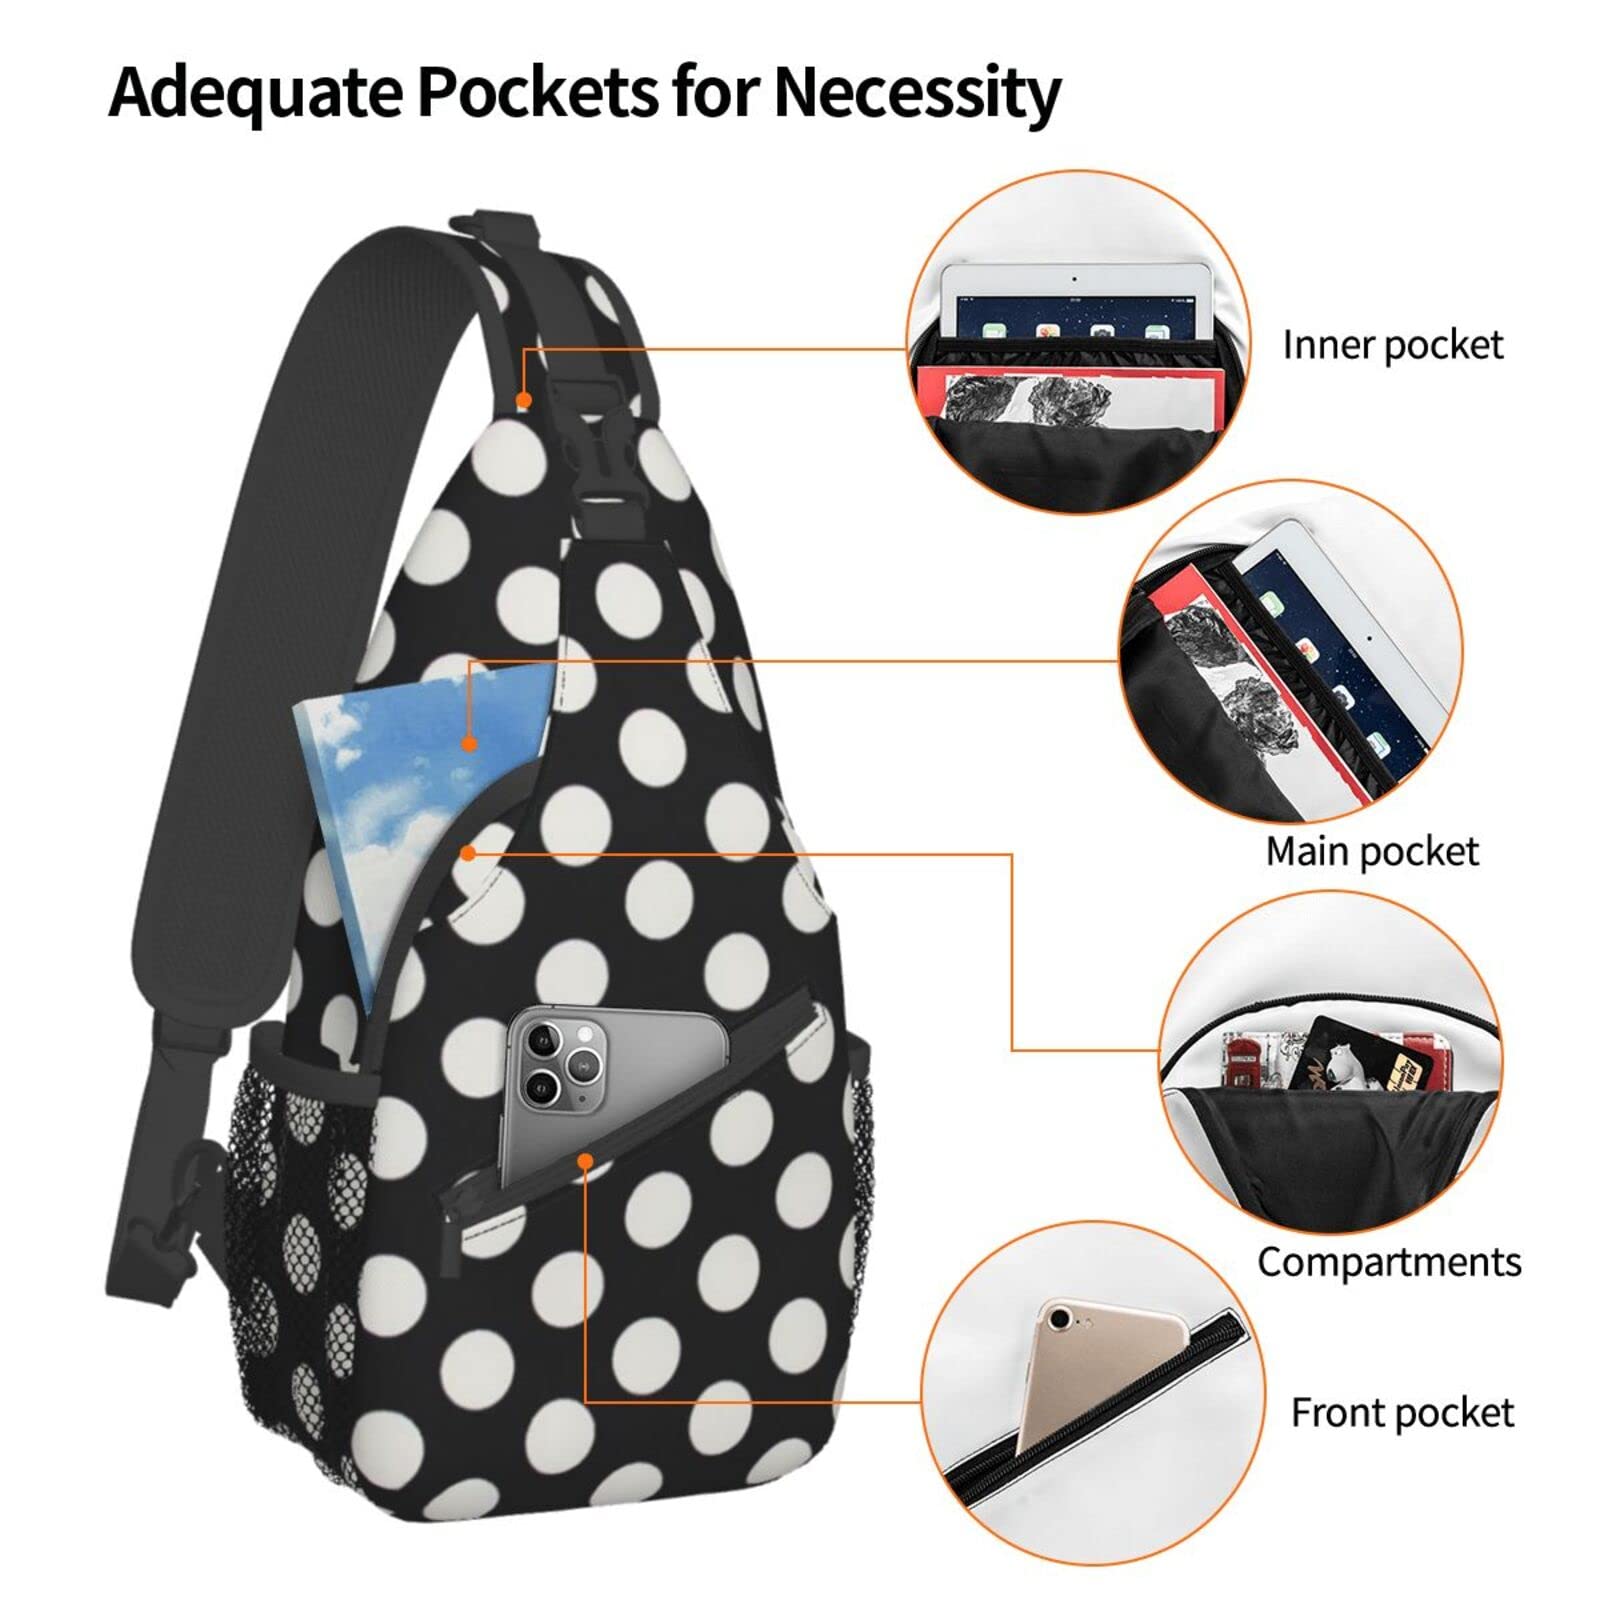 Adequate Pockets for Necessity
Inner pocket
Main pocket
Compartments
Front pocket